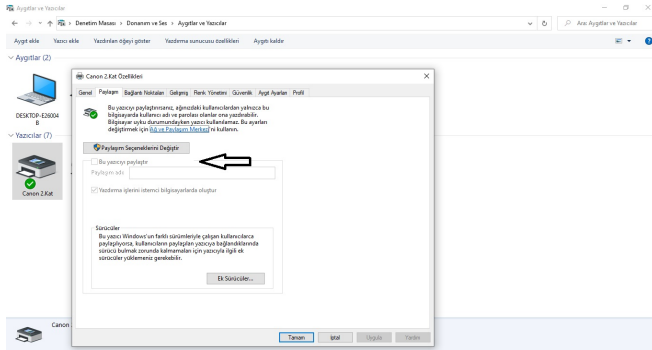 Aygıtlar ve Yazıcılar
Denetim Masası > Donanım ve Ses > Aygıtlar ve Yazıcılar
Ara: Aygıtlar ve Yazıcılar
Aygıt ekle Yazıcı ekle Yazdırılan öğeyi göster Yazdırma sunucusu özellikleri Aygıtı kaldır
Aygıtlar (2)
DESKTOP-E26004
B
Yazıcılar (7)
Canon 2.Kat
Canon 2.Kat Özellikleri
Genel Paylaşım Bağlantı Noktaları Gelişmiş Renk Yönetimi Güvenlik Aygıt Ayarları Profil
Bu yazıcıyı paylaştırırsanız, ağınızdaki kullanıcılardan yalnızca bu
bilgisayarda kullanıcı adı ve parolası olanlar ona yazdırabilir.
Bilgisayar uyku durumundayken yazıcı kullanılamaz. Bu ayarları
değiştirmek için Ağ ve Paylaşım Merkezi'ni kullanın.
Paylaşım Seçeneklerini Değiştir
Bu yazıcıyı paylaştır
Paylaşım adı:
Yazdırma işlerini istemci bilgisayarlarda oluştur
Sürücüler
Bu yazıcı Windows'un farklı sürümleriyle çalışan kullanıcılarca
paylaşılıyorsa, kullanıcıların paylaşılan yazıcıya bağlandıklarında
sürücü bulmak zorunda kalmamaları için yazıcıyla ilgili ek
sürücüler yüklemeniz gerekebilir.
Ek Sürücüler...
Canon
Tamam İptal Uygula Yardım